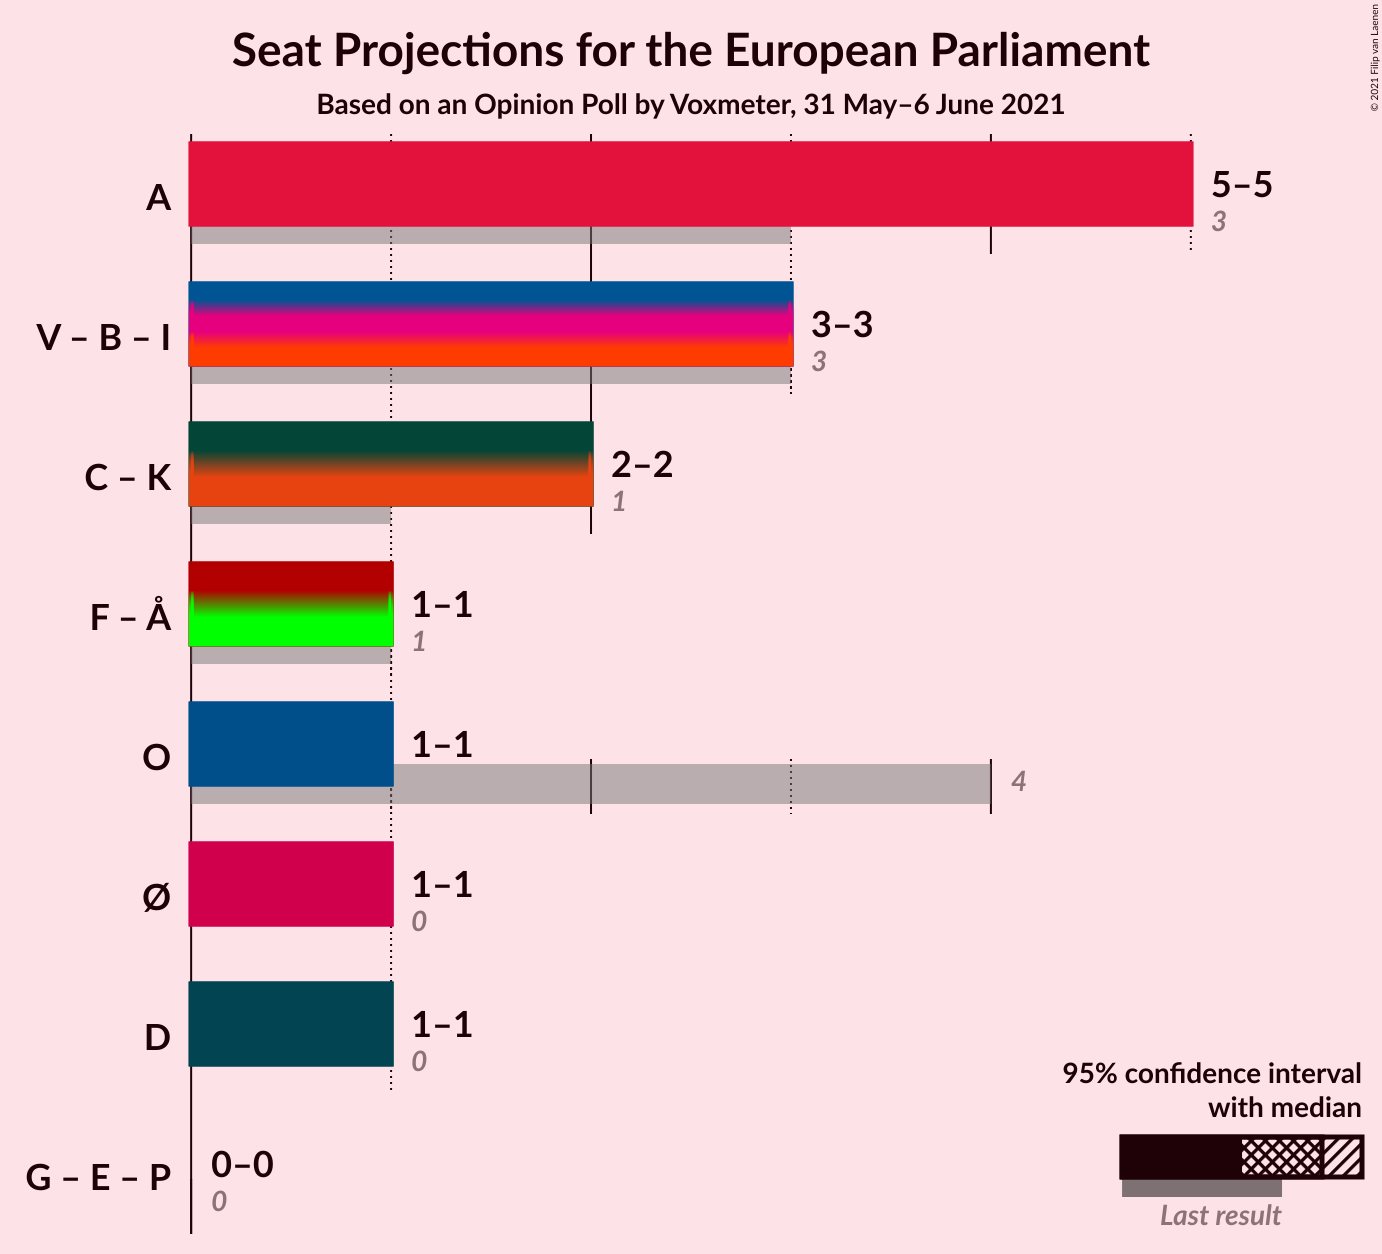 Seat Projections for the European Parliament
Based on an Opinion Poll by Voxmeter, 31 May–6 June 2021
© 2021 Filip van Laenen
A
5–5
3
V – B – I
3–3
3
C – K
2–2
1
F – Å
1–1
1
O
1–1
4
Ø
1–1
0
D
1–1
0
G – E – P
0–0
0
95% confidence interval
with median
Last result